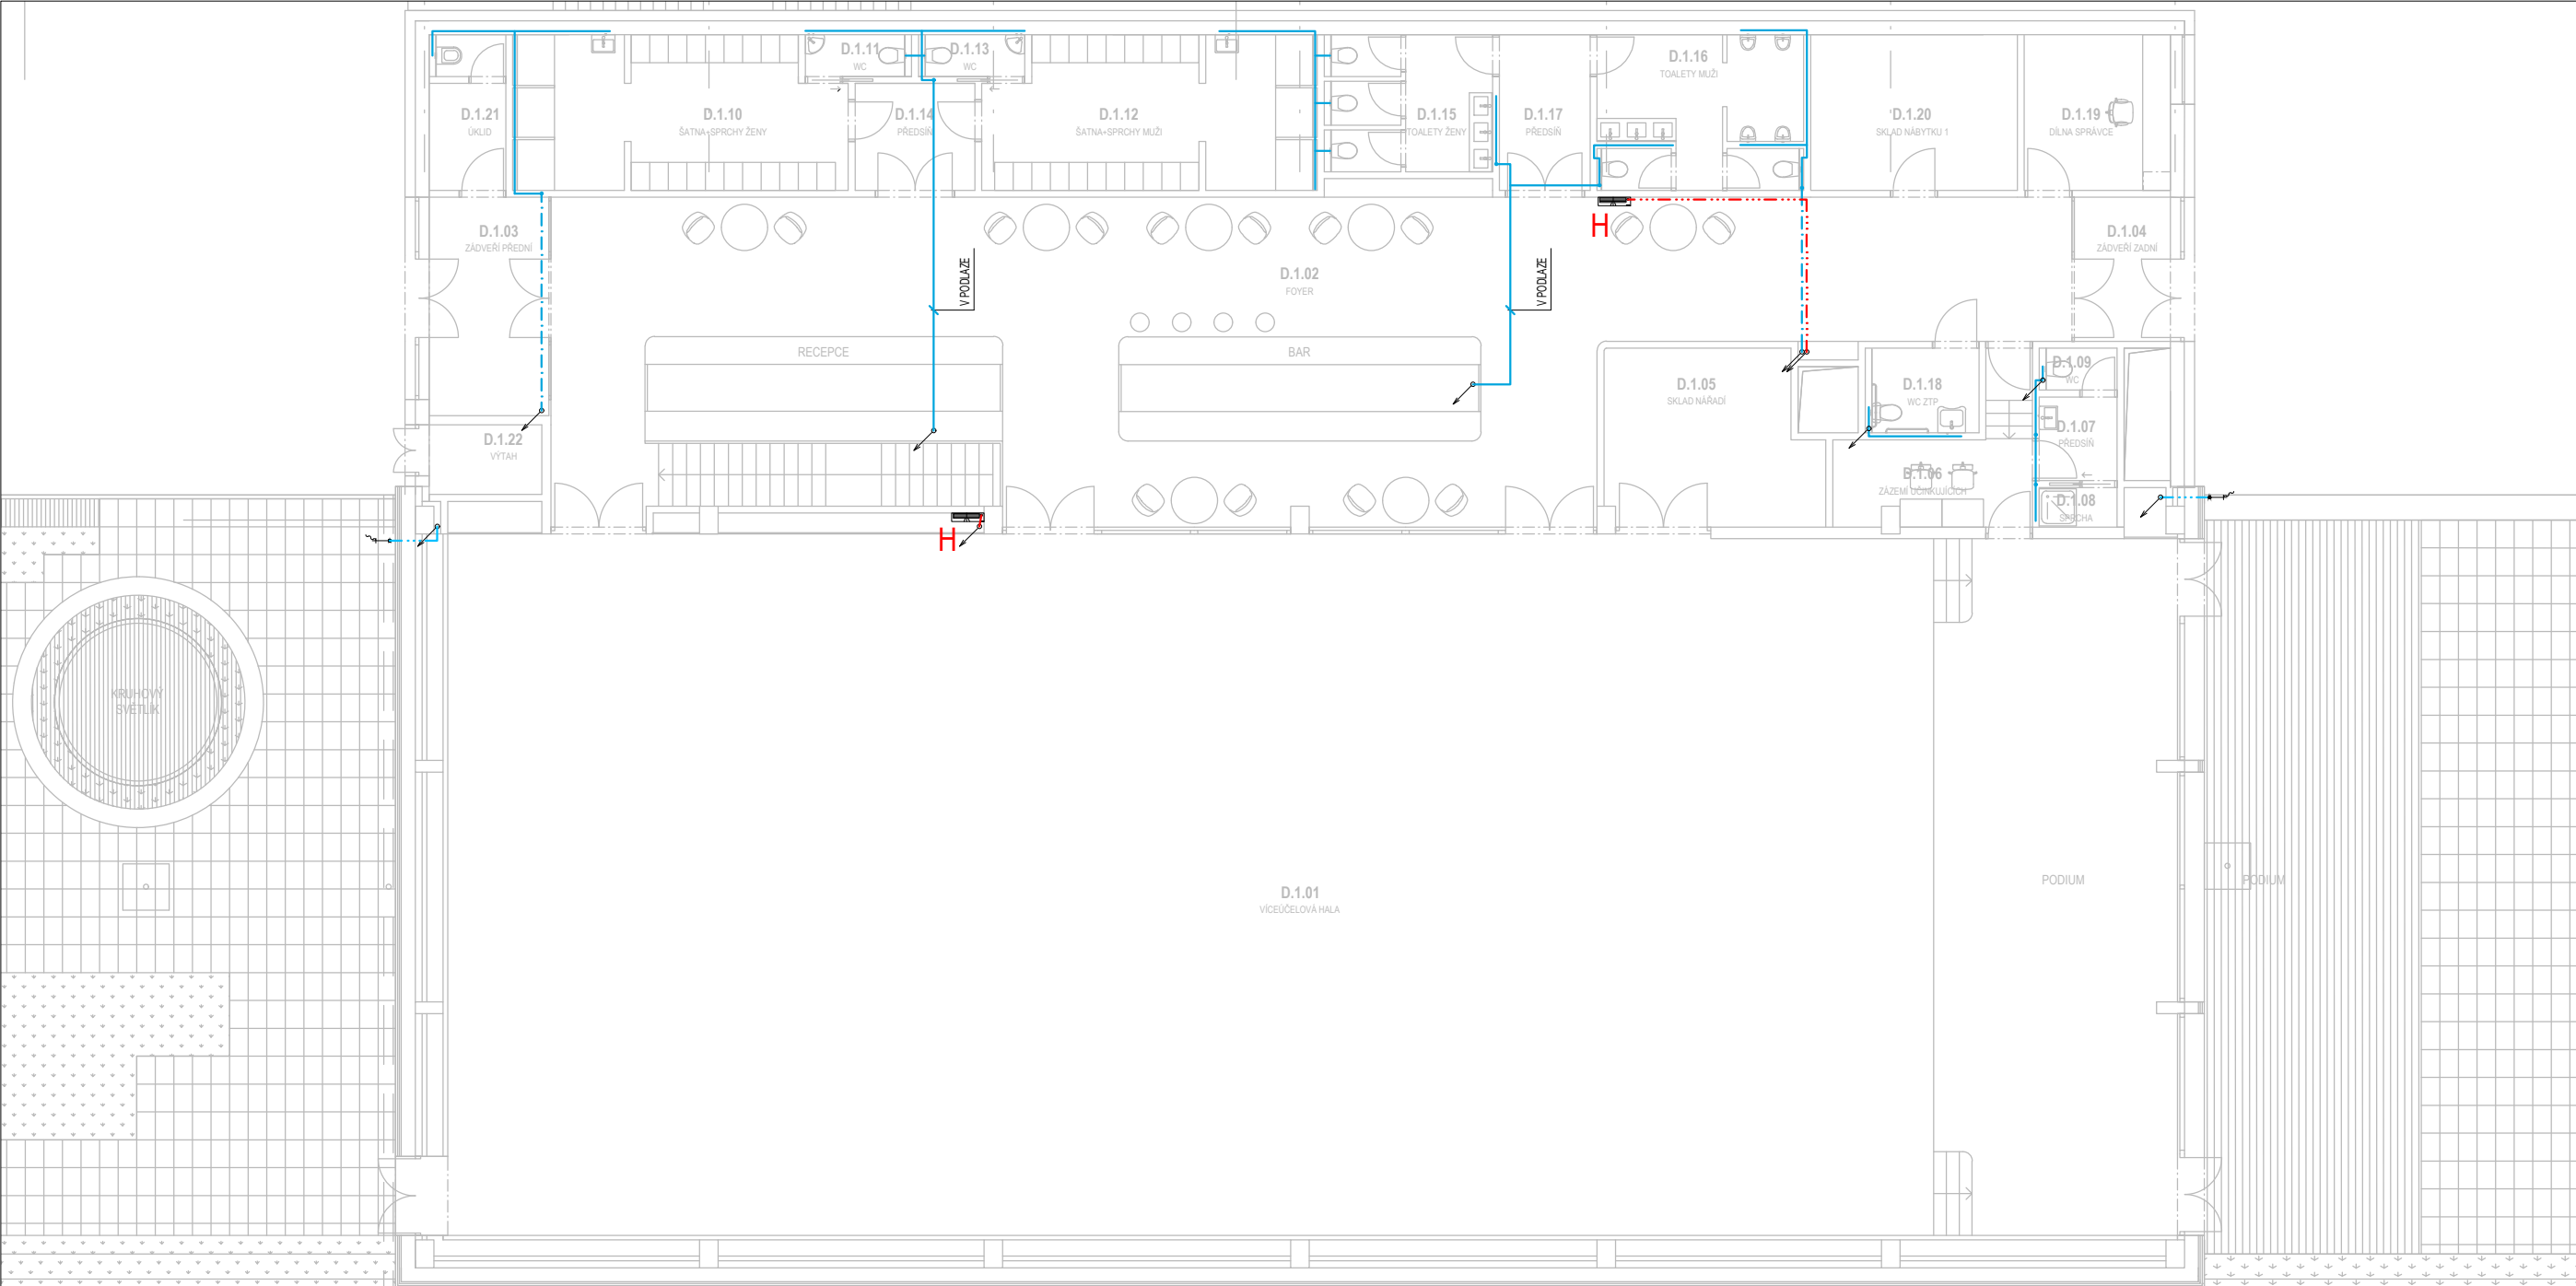 D.1.11
WC
D.1.13
WC
D.1.16
TOALETY MUŽI
D.1.21
ÚKLID
D.1.10
ŠATNA+SPRCHY ŽENY
D.1.14
PŘEDSÍŇ
D.1.12
ŠATNA+SPRCHY MUŽI
D.1.15
TOALETY ŽENY
D.1.17
PŘEDSÍŇ
D.1.20
SKLAD NÁBYTKU 1
D.1.19
DÍLNA SPRÁVCE
D.1.03
ZÁDVEŘÍ PŘEDNÍ
H
D.1.04
ZÁDVEŘÍ ZADNÍ
V PODLAZE
D.1.02
FOYER
V PODLAZE
RECEPCE
BAR
D.1.05
SKLAD NÁŘADÍ
D.1.18
WC ZTP
D.1.09
WC
D.1.22
VÝTAH
D.1.07
PŘEDSÍŇ
D.1.06
ZÁZEMÍ ÚČINKUJÍCÍCH
D.1.08
SPRCHA
H
KRUHOVÝ
SVĚTLÍK
D.1.01
VÍCEÚČELOVÁ HALA
PODIUM
PODIUM